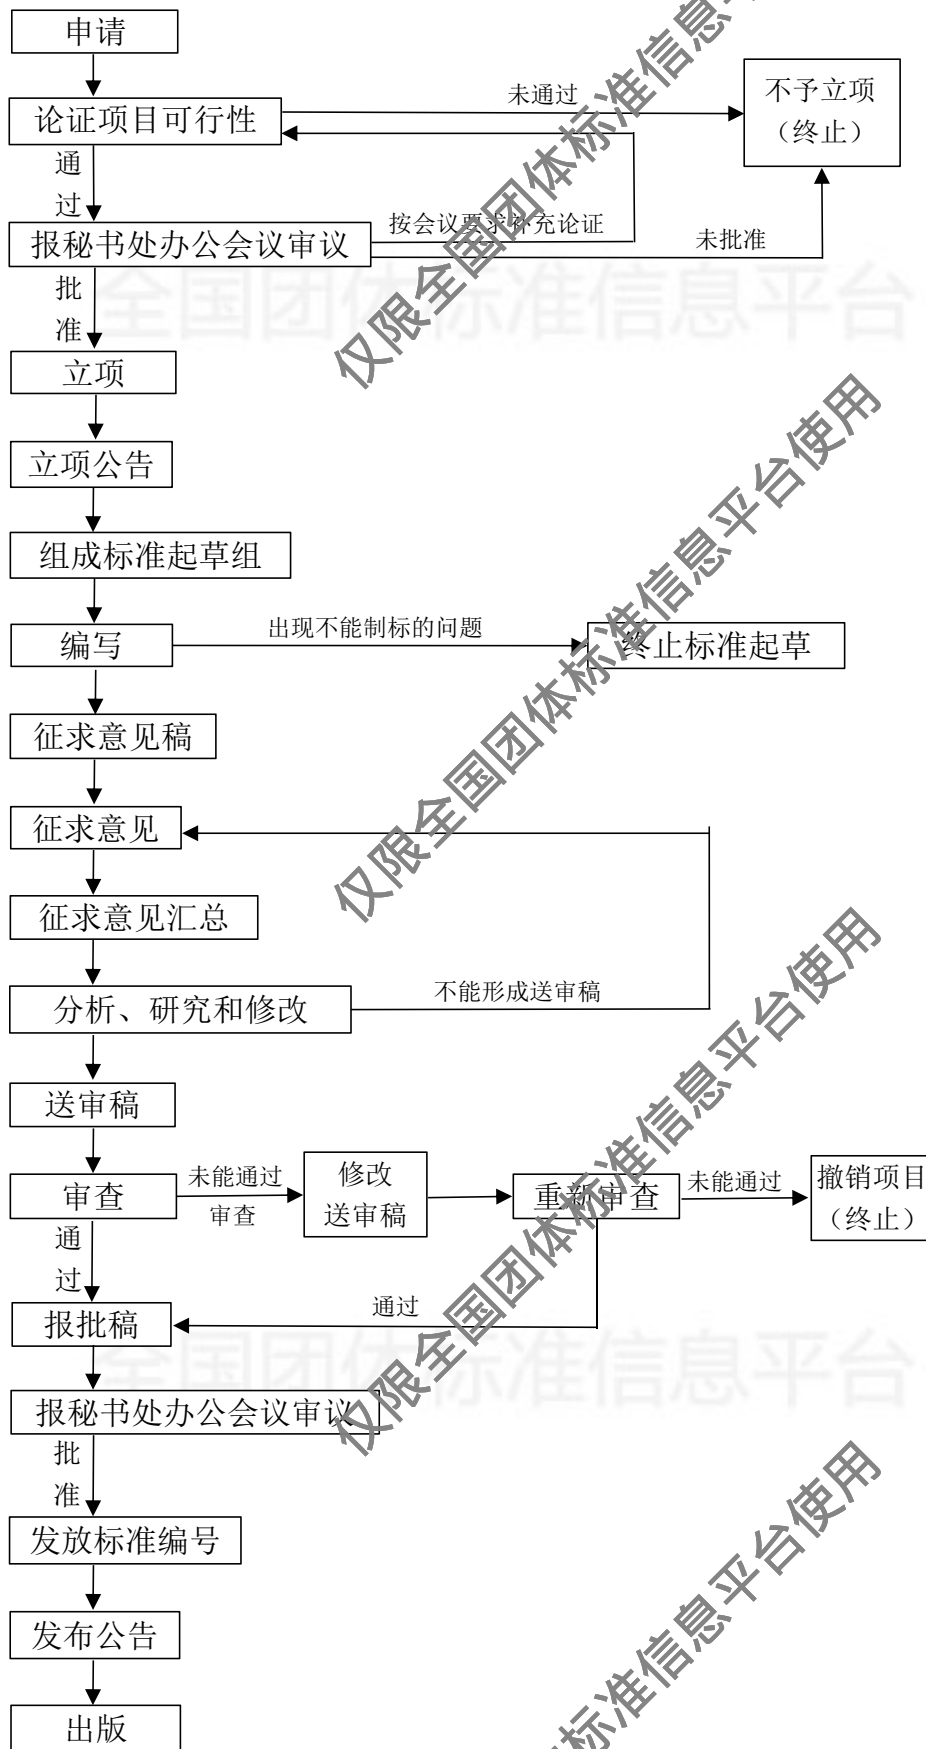 申请
论证项目可行性
未通过
不予立项
（终止）
通
过
报秘书处办公会议审议
按会议要求补充论证
未批准
批
准
立项
立项公告
组成标准起草组
编写
出现不能制标的问题
终止标准起草
征求意见稿
征求意见
征求意见汇总
分析、研究和修改
不能形成送审稿
送审稿
审查
未能通过
审查
修改
送审稿
重新审查
未能通过
撤销项目
（终止）
通
过
报批稿
通过
报秘书处办公会议审议
批
准
发放标准编号
发布公告
出版
全国团体标准信息平台
全国团体标准信息平台
仅限全国团体标准信息平
仅限全国团体标准信息平台使用
仅限全国团体标准信息平台使用
标准信息平台使用